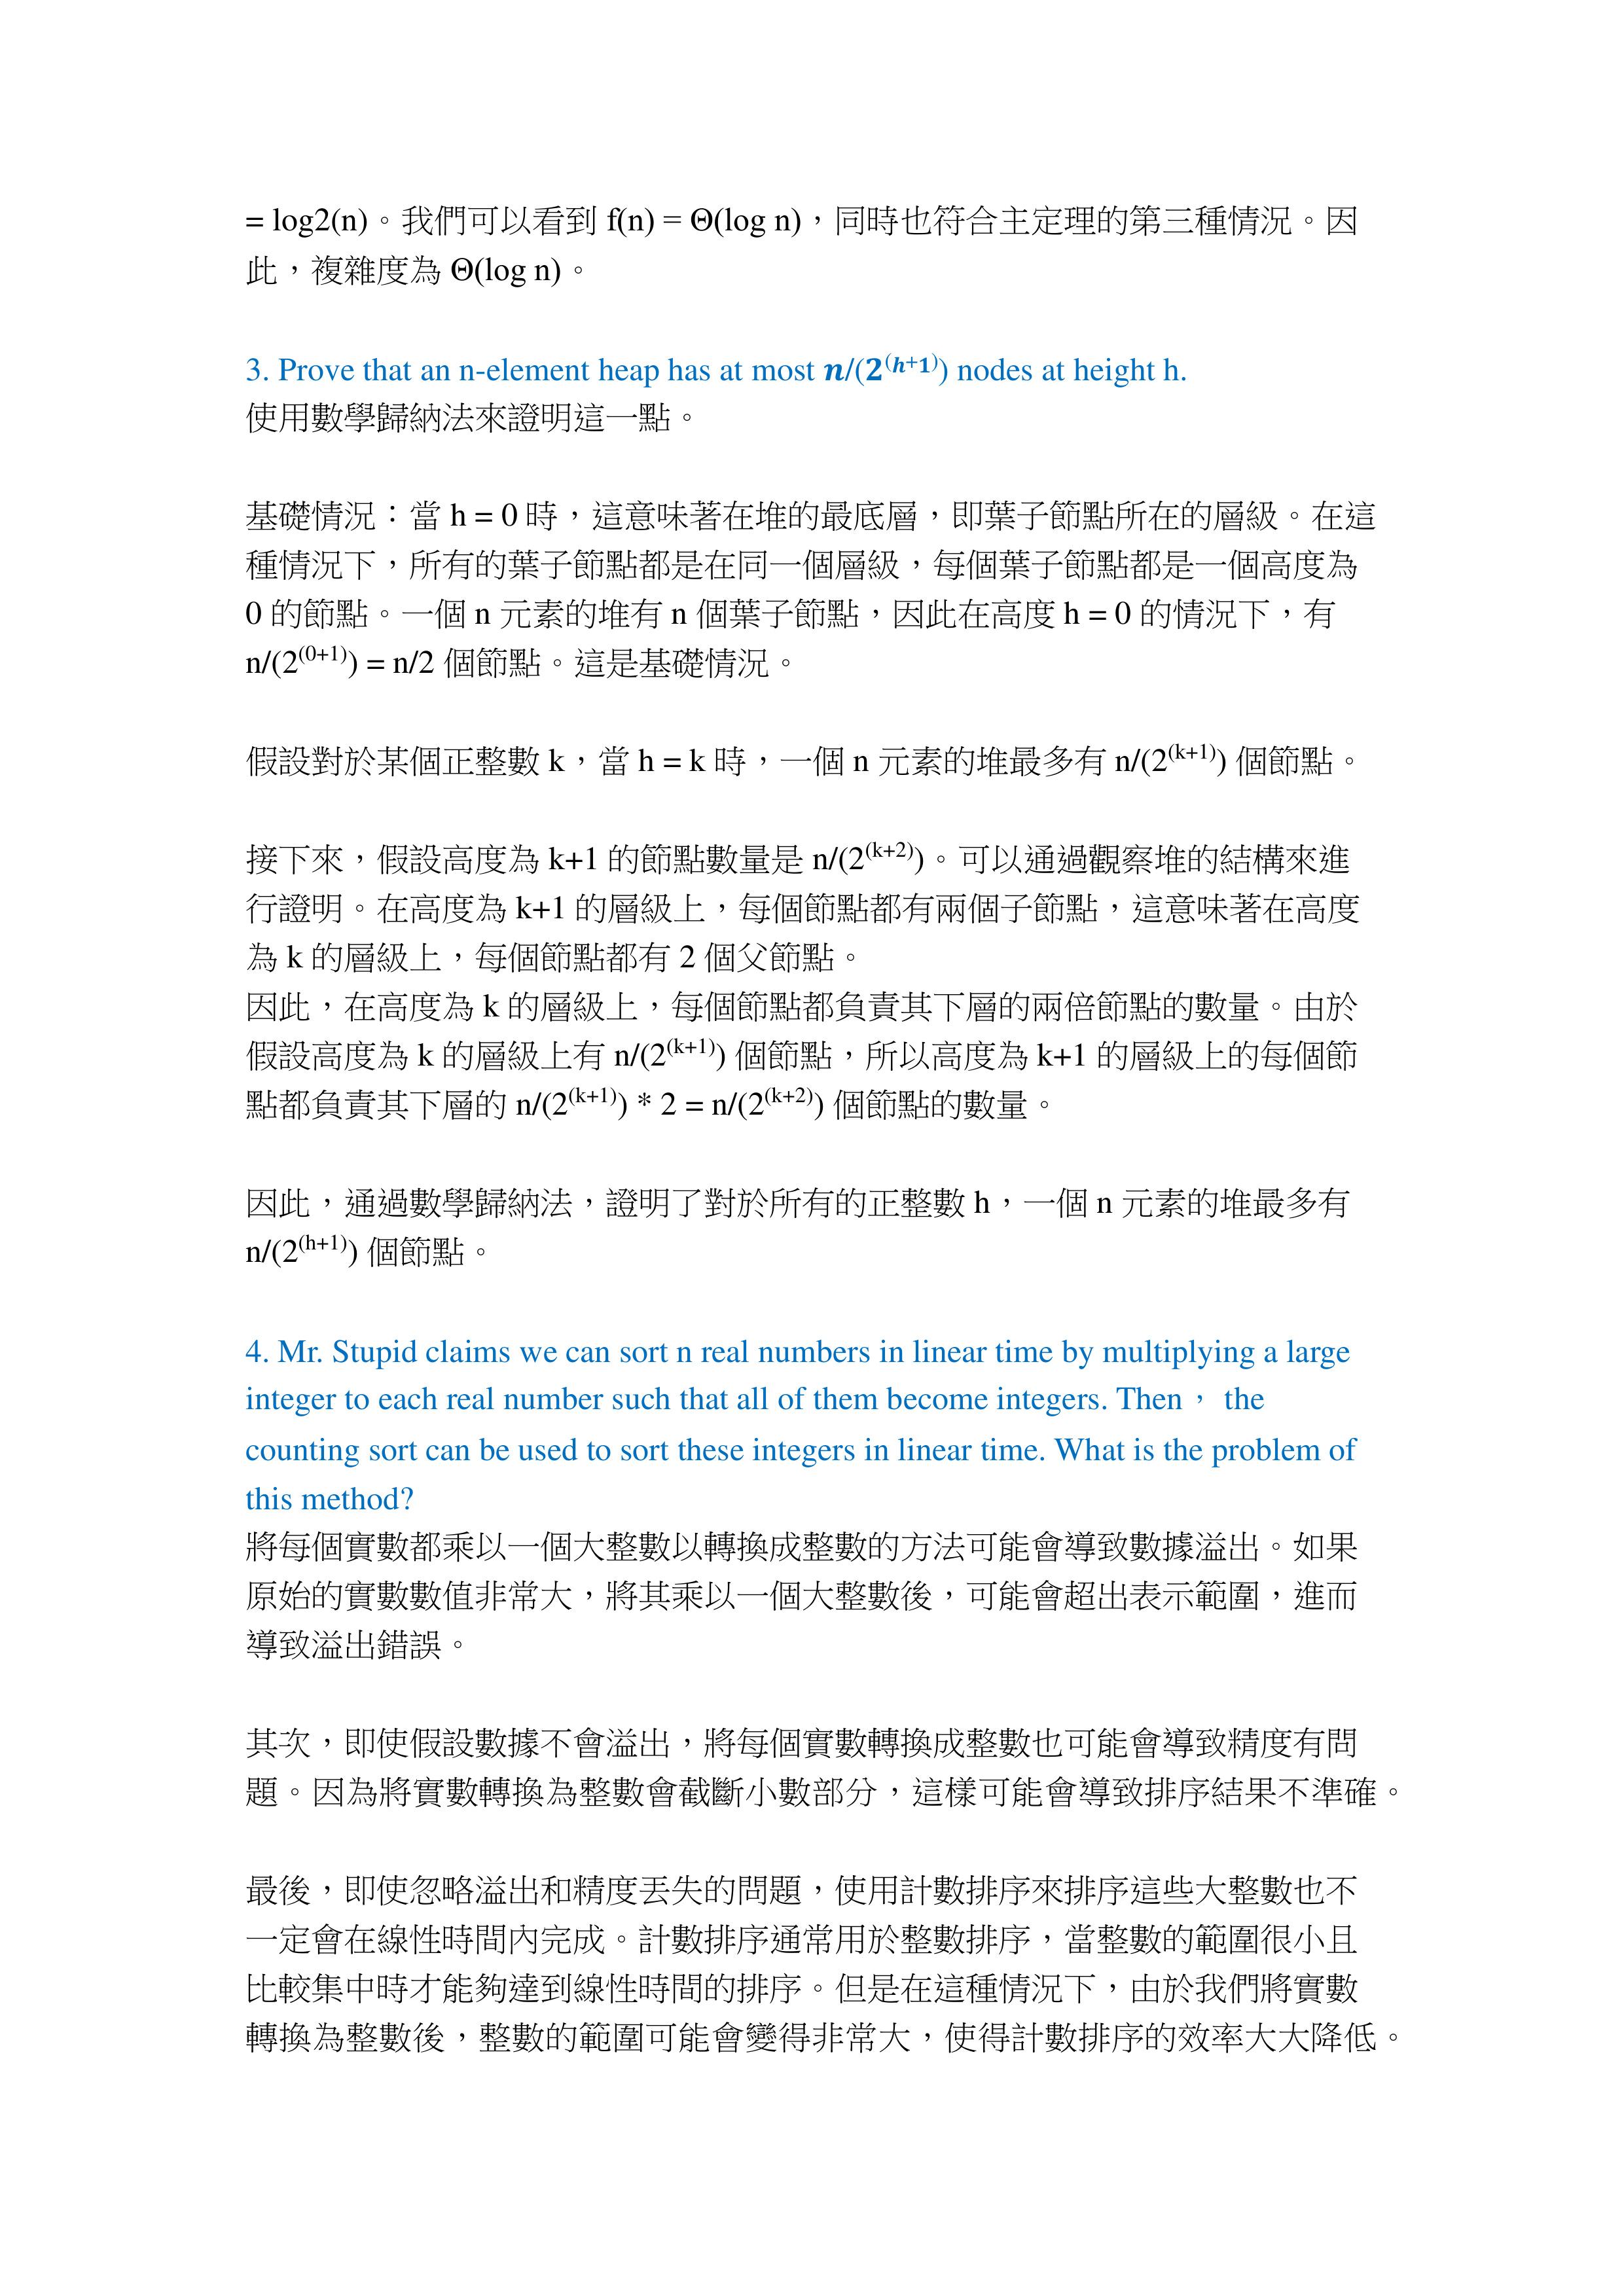 = log2(n)。我們可以看到 f(n) = Θ(log n)，同時也符合主定理的第三種情況。因
此，複雜度為 Θ(log n)。
3. Prove that an n-element heap has at most n/(2^(h+1)) nodes at height h.
使用數學歸納法來證明這一點。
基礎情況：當 h = 0 時，這意味著在堆的最底層，即葉子節點所在的層級。在這
種情況下，所有的葉子節點都是在同一個層級，每個葉子節點都是一個高度為
0 的節點。一個 n 元素的堆有 n 個葉子節點，因此在高度 h = 0 的情況下，有
n/(2^(0+1)) = n/2 個節點。這是基礎情況。
假設對於某個正整數 k，當 h = k 時，一個 n 元素的堆最多有 n/(2^(k+1)) 個節點。
接下來，假設高度為 k+1 的節點數量是 n/(2^(k+2))。可以通過觀察堆的結構來進
行證明。在高度為 k+1 的層級上，每個節點都有兩個子節點，這意味著在高度
為 k 的層級上，每個節點都有 2 個父節點。
因此，在高度為 k 的層級上，每個節點都負責其下層的兩倍節點的數量。由於
假設高度為 k 的層級上有 n/(2^(k+1)) 個節點，所以高度為 k+1 的層級上的每個節
點都負責其下層的 n/(2^(k+1)) * 2 = n/(2^(k+2)) 個節點的數量。
因此，通過數學歸納法，證明了對於所有的正整數 h，一個 n 元素的堆最多有
n/(2^(h+1)) 個節點。
4. Mr. Stupid claims we can sort n real numbers in linear time by multiplying a large
integer to each real number such that all of them become integers. Then， the
counting sort can be used to sort these integers in linear time. What is the problem of
this method?
將每個實數都乘以一個大整數以轉換成整數的方法可能會導致數據溢出。如果
原始的實數數值非常大，將其乘以一個大整數後，可能會超出表示範圍，進而
導致溢出錯誤。
其次，即使假設數據不會溢出，將每個實數轉換成整數也可能會導致精度有問
題。因為將實數轉換為整數會截斷小數部分，這樣可能會導致排序結果不準確。
最後，即使忽略溢出和精度丟失的問題，使用計數排序來排序這些大整數也不
一定會在線性時間內完成。計數排序通常用於整數排序，當整數的範圍很小且
比較集中時才能夠達到線性時間的排序。但是在這種情況下，由於我們將實數
轉換為整數後，整數的範圍可能會變得非常大，使得計數排序的效率大大降低。